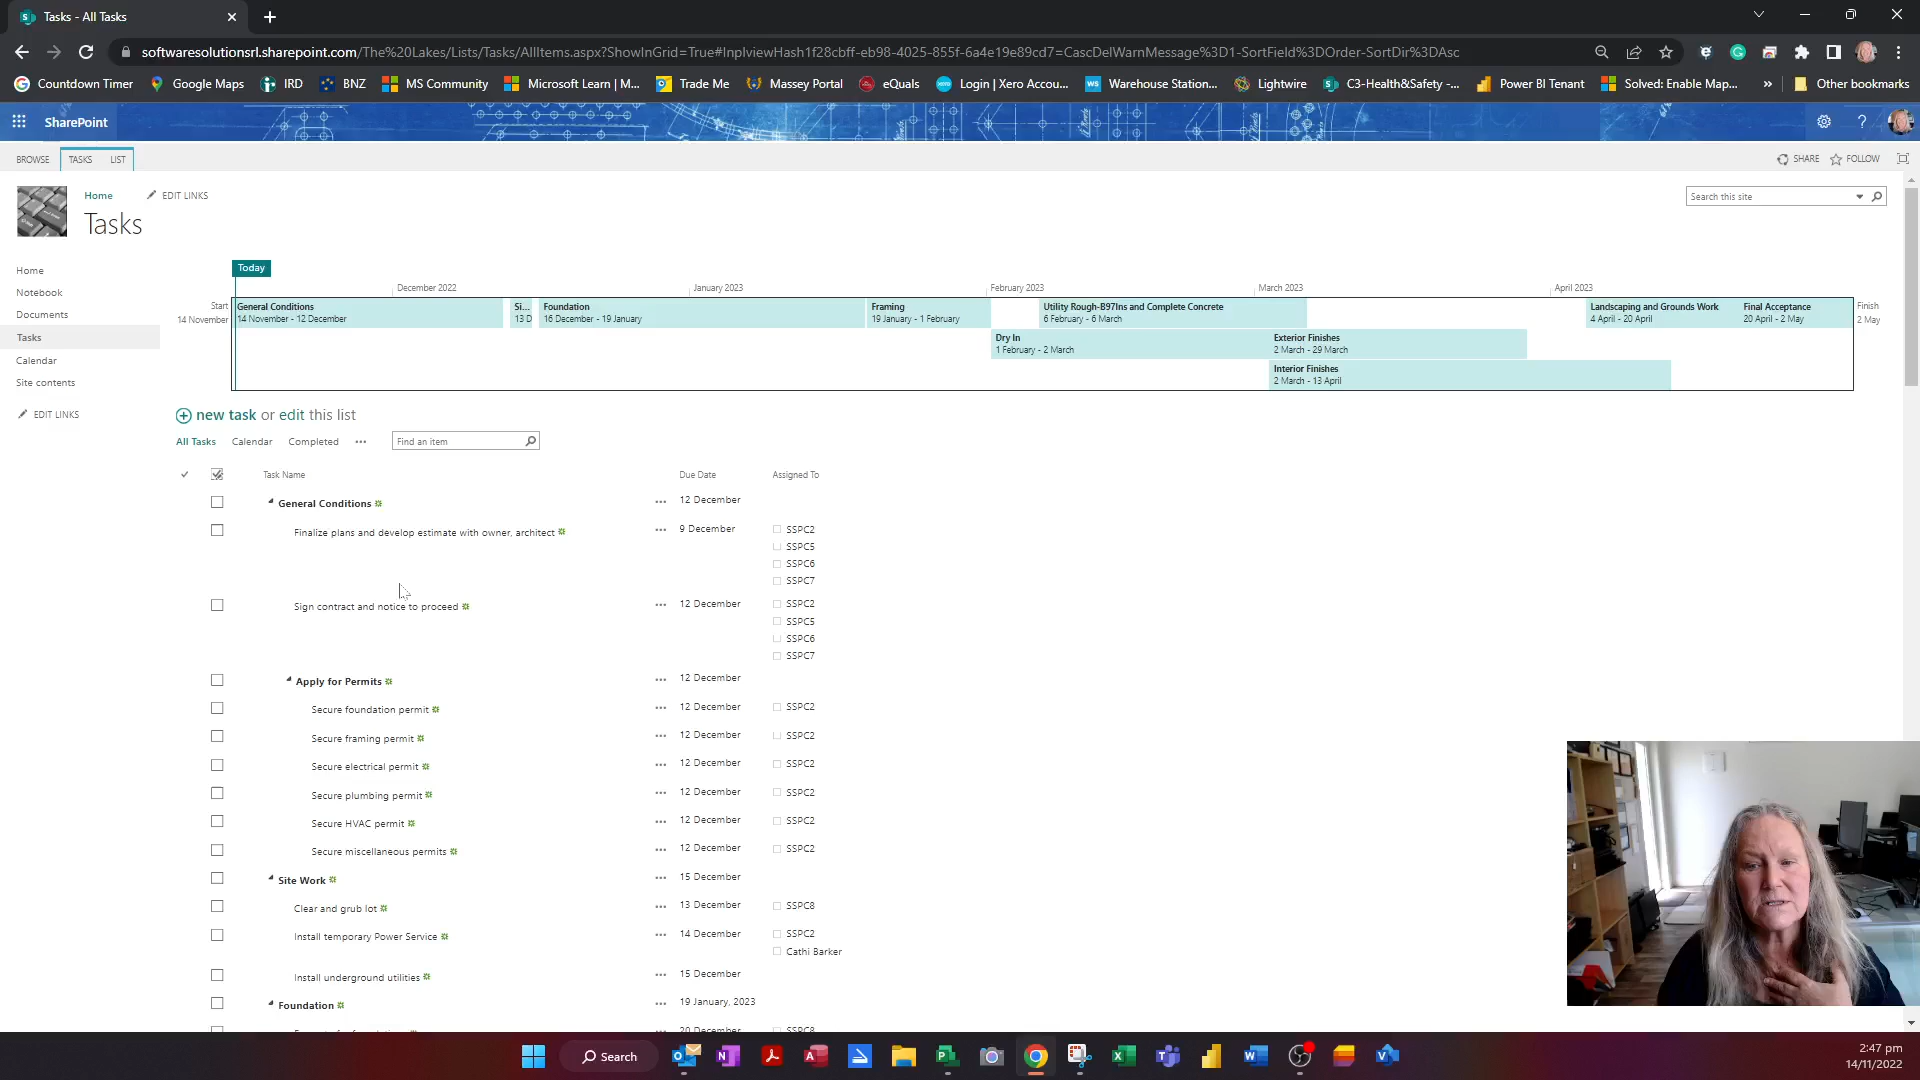 Tasks - All Tasks
softwaresolutionsrl.sharepoint.com/The%20Lakes/Lists/Tasks/AllItems.aspx?ShowInGrid=True#InplviewHash1f28cbff-eb98-4025-855f-6a4e19e89cd7=CascDelWarnMessage%3D1-SortField%3DOrder-SortDir%3DAsc
Countdown Timer Google Maps IRD BNZ MS Community Microsoft Learn | M... Trade Me Massey Portal eQuals Login | Xero Accou... Warehouse Station... Lightwire C3-Health&Safety -... Power BI Tenant Solved: Enable Map... » Other bookmarks
SharePoint
BROWSE TASKS LIST SHARE FOLLOW
Home EDIT LINKS
Search this site
Tasks
Home
Notebook
Documents
Tasks
Calendar
Site contents
EDIT LINKS
Today
December 2022 January 2023 February 2023 March 2023 April 2023
Start
14 November
General Conditions
14 November - 12 December
Si...
13 D
Foundation
16 December - 19 January
Framing
19 January - 1 February
Utility Rough-B97Ins and Complete Concrete
6 February - 6 March
Landscaping and Grounds Work
4 April - 20 April
Final Acceptance
20 April - 2 May
Finish
2 May
Dry In
1 February - 2 March
Exterior Finishes
2 March - 29 March
Interior Finishes
2 March - 13 April
new task or edit this list
All Tasks Calendar Completed ... Find an item
Task Name Due Date Assigned To
General Conditions ... 12 December
Finalize plans and develop estimate with owner, architect ... 9 December SSPC2
SSPC5
SSPC6
SSPC7
Sign contract and notice to proceed ... 12 December SSPC2
SSPC5
SSPC6
SSPC7
Apply for Permits ... 12 December
Secure foundation permit ... 12 December SSPC2
Secure framing permit ... 12 December SSPC2
Secure electrical permit ... 12 December SSPC2
Secure plumbing permit ... 12 December SSPC2
Secure HVAC permit ... 12 December SSPC2
Secure miscellaneous permits ... 12 December SSPC2
Site Work ... 15 December
Clear and grub lot ... 13 December SSPC8
Install temporary Power Service ... 14 December SSPC2
Cathi Barker
Install underground utilities ... 15 December
Foundation ... 19 January, 2023
20 December SSPC8
Search
2:47 pm
14/11/2022